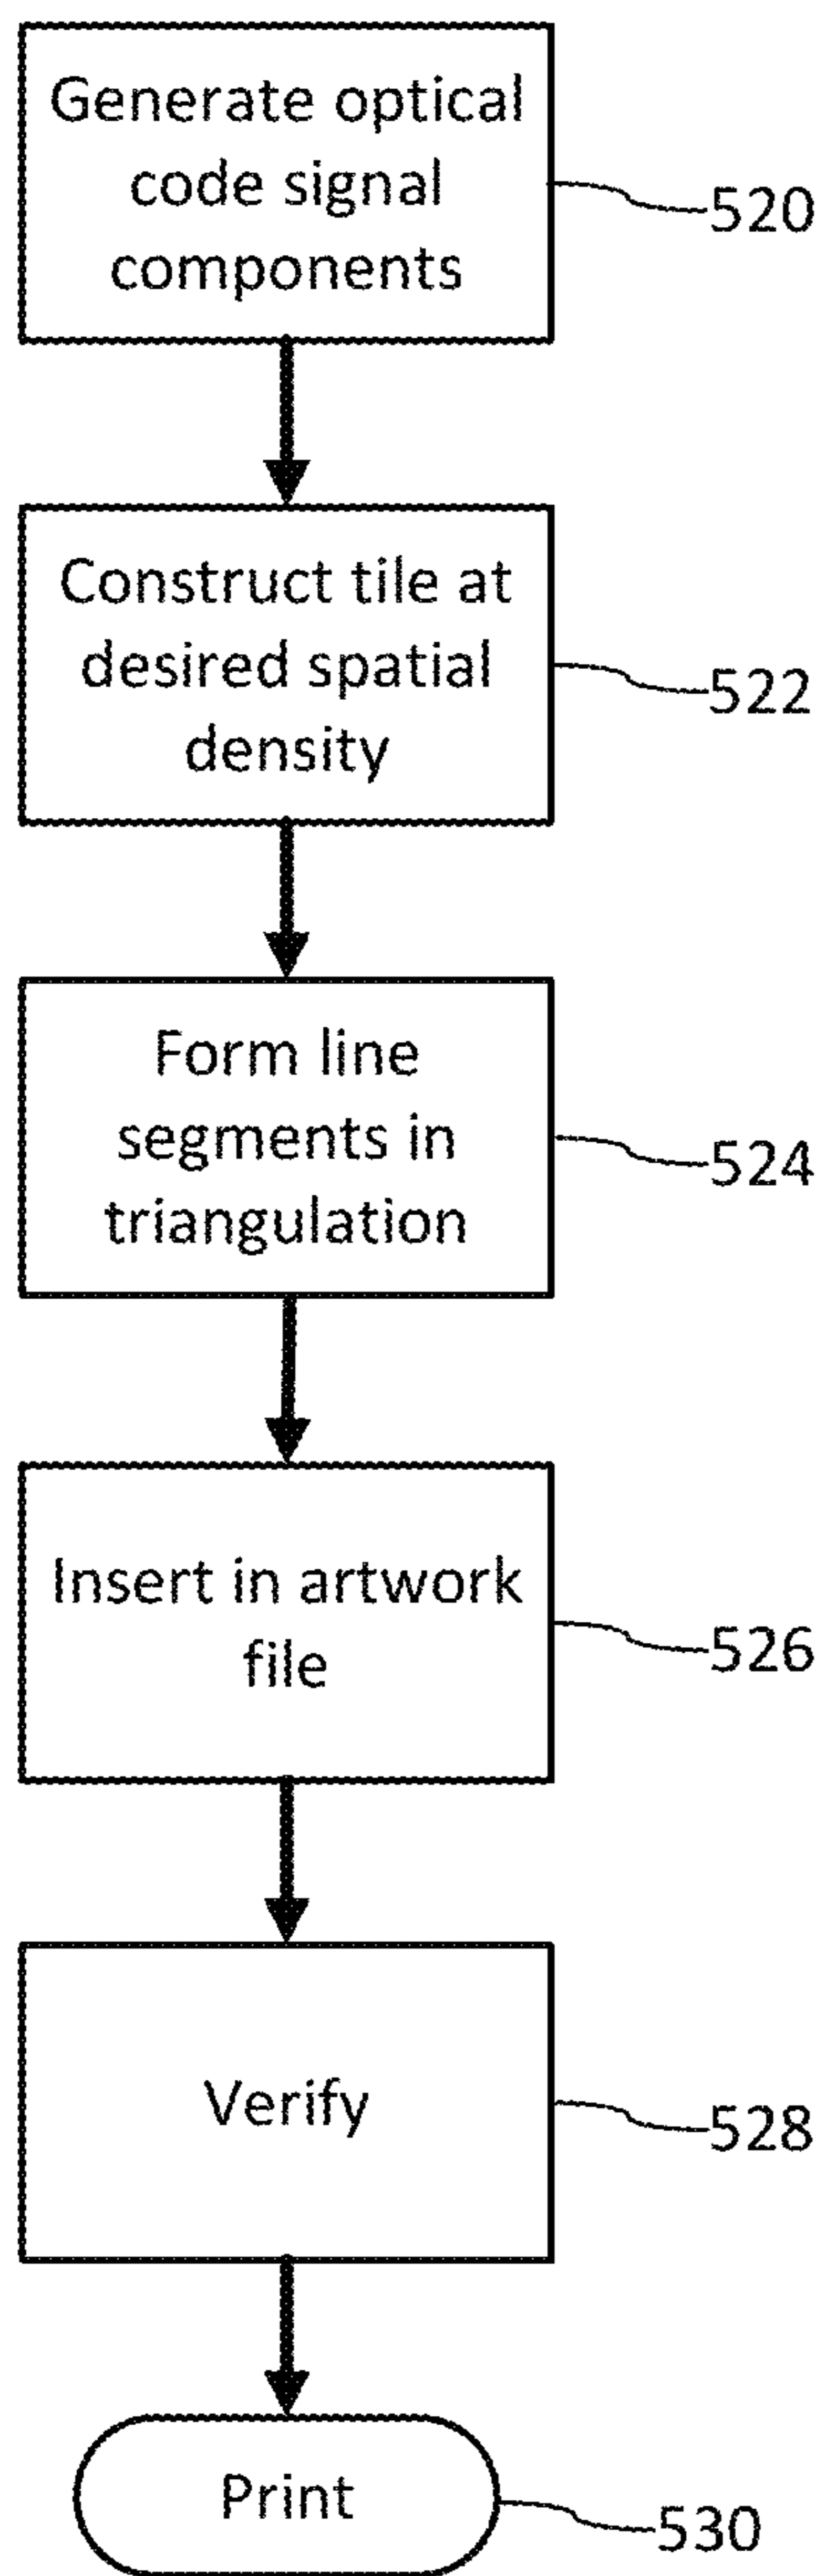 Generate optical
code signal
components
520
Construct tile at
desired spatial
density
522
Form line
segments in
triangulation
524
Insert in artwork
file
526
Verify
528
Print
530